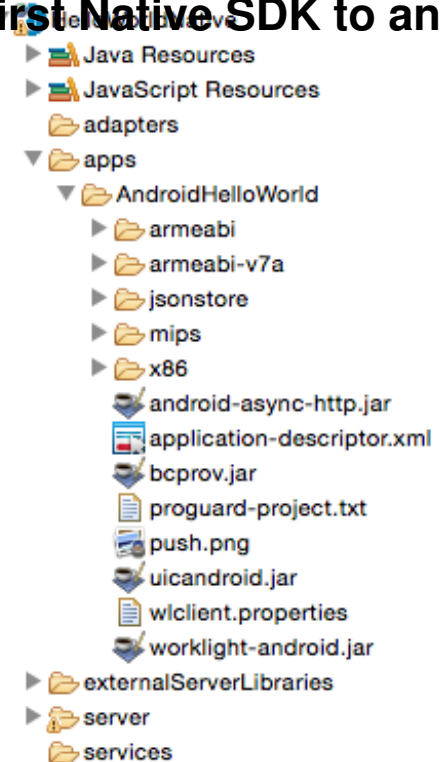 irst Native SDK to an
HelloWorldNative
Java Resources
JavaScript Resources
adapters
apps
AndroidHelloWorld
armeabi
armeabi-v7a
jsonstore
mips
x86
android-async-http.jar
application-descriptor.xml
bcprov.jar
proguard-project.txt
push.png
uicandroid.jar
wlclient.properties
worklight-android.jar
externalServerLibraries
server
services